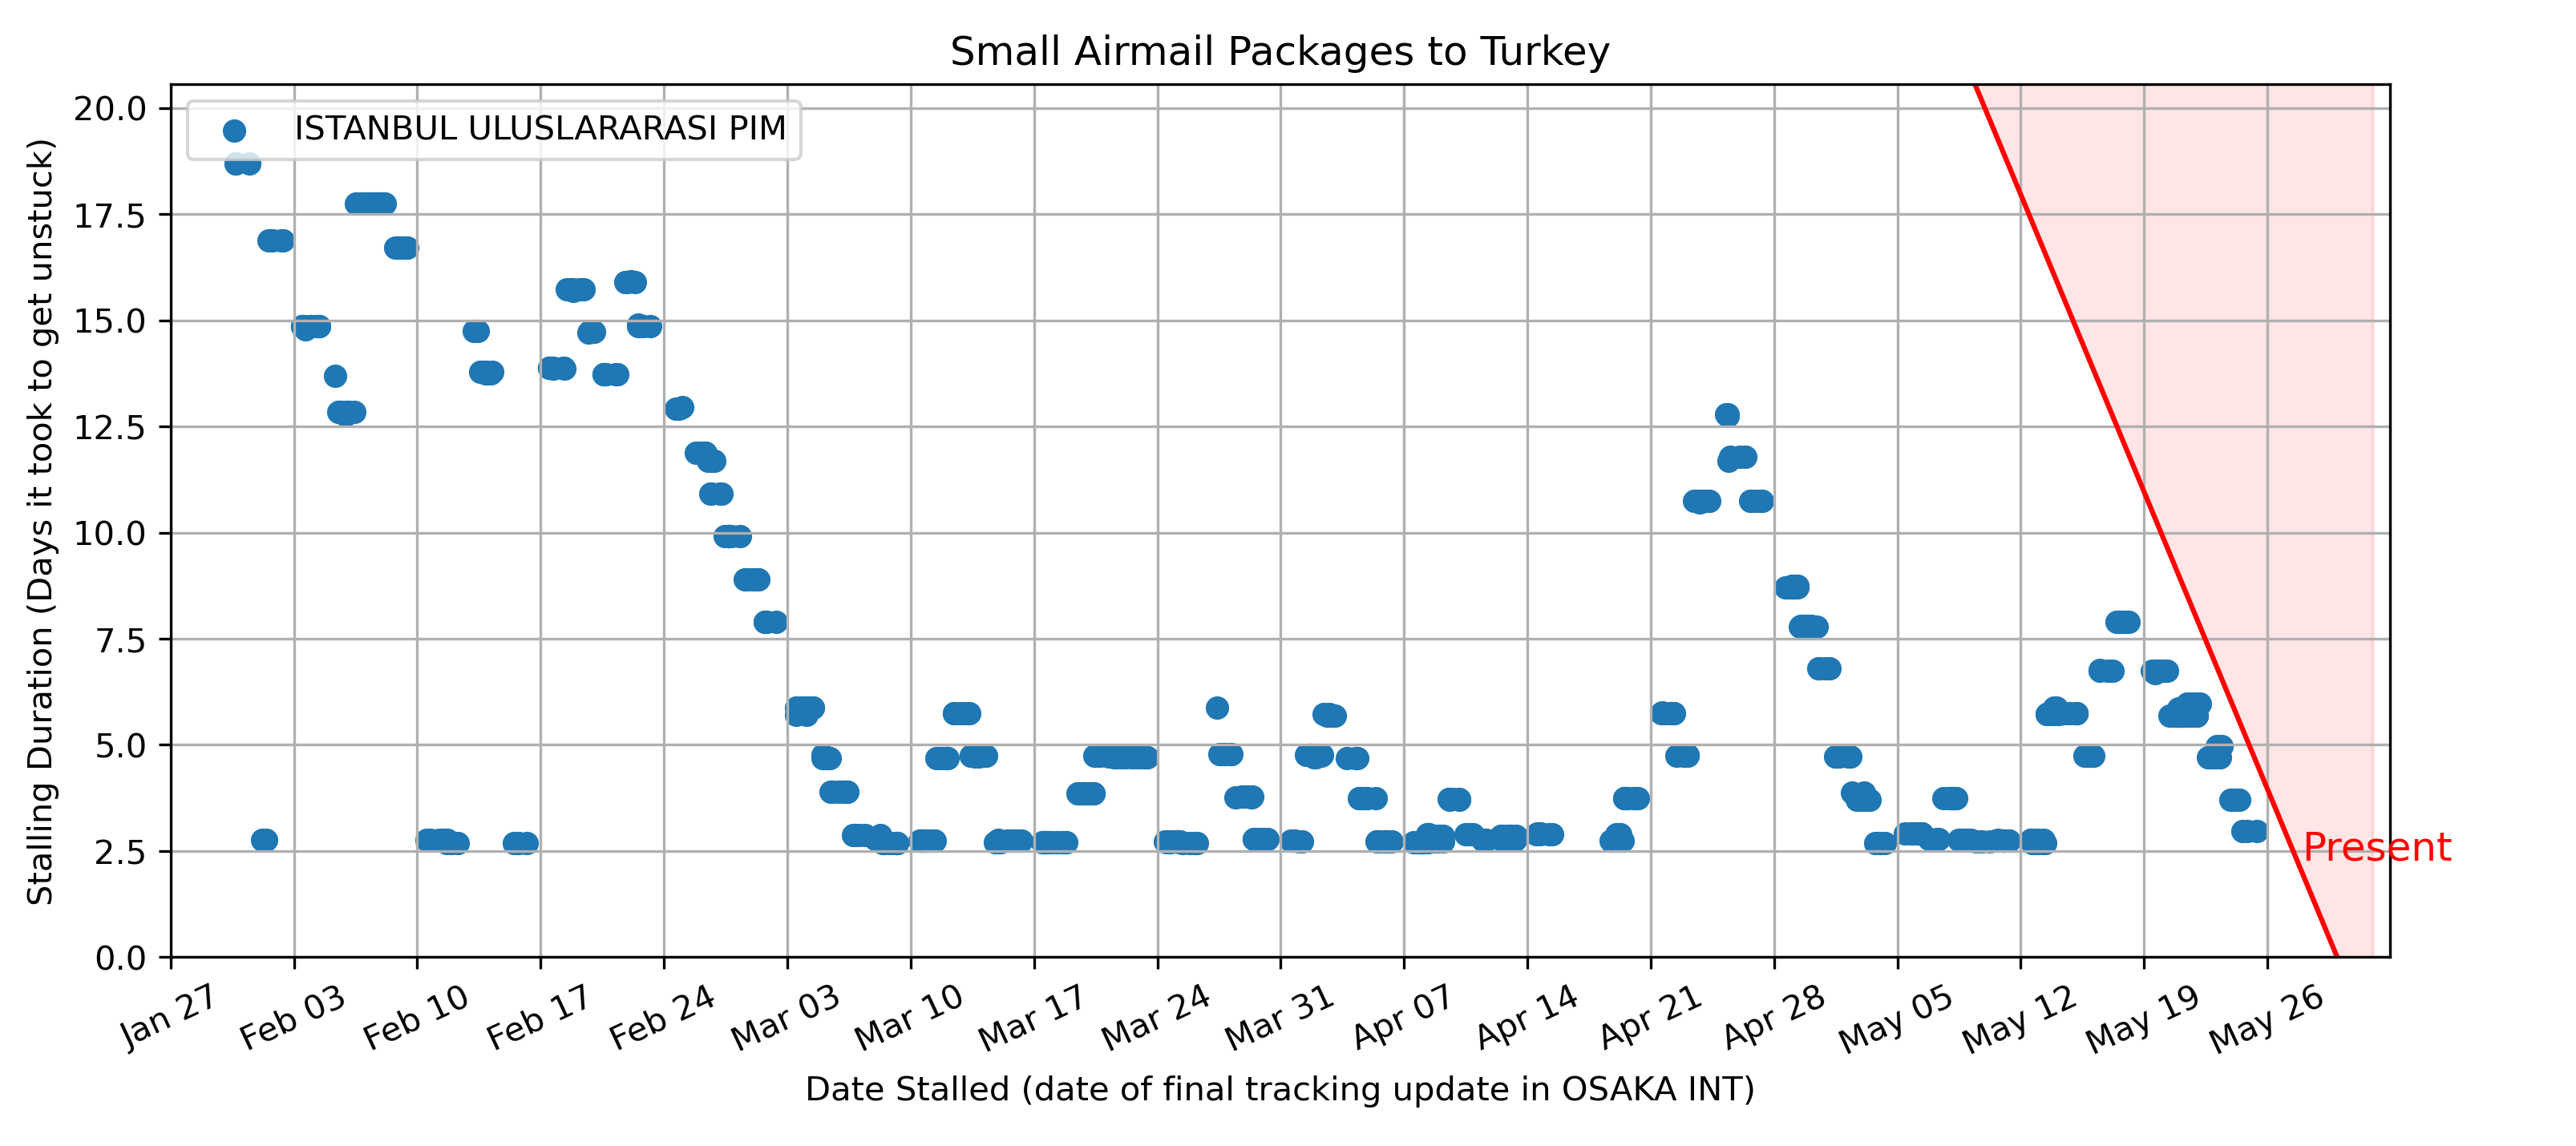 Small Airmail Packages to Turkey
ISTANBUL ULUSLARARASI PIM
Stalling Duration (Days it took to get unstuck)
20.0
17.5
15.0
12.5
10.0
7.5
5.0
2.5
0.0
Present
Jan 27
Feb 03
Feb 10
Feb 17
Feb 24
Mar 03
Mar 10
Mar 17
Mar 24
Mar 31
Apr 07
Apr 14
Apr 21
Apr 28
May 05
May 12
May 19
May 26
Date Stalled (date of final tracking update in OSAKA INT)